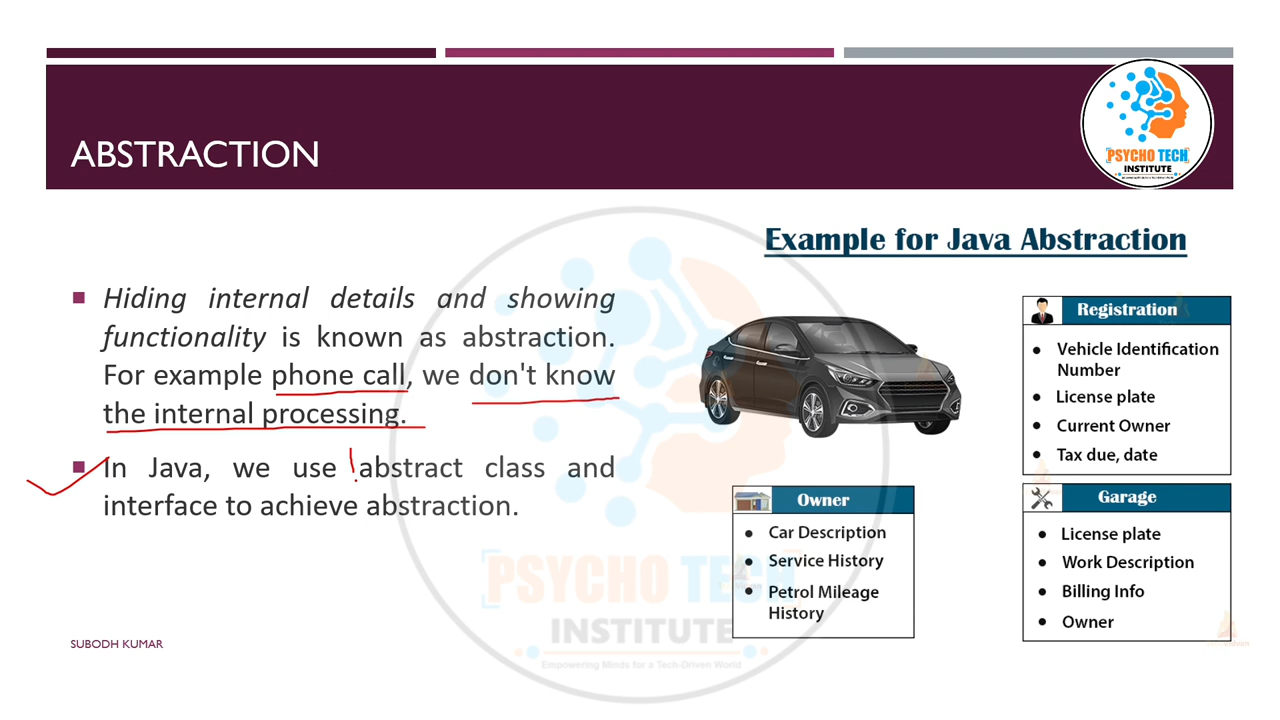 PSYCHO TECH
INSTITUTE
ABSTRACTION
Example for Java Abstraction
Hiding internal details and showing
functionality is known as abstraction.
For example phone call, we don't know
the internal processing.
In Java, we use abstract class and
interface to achieve abstraction.
Registration
Vehicle Identification
Number
License plate
Current Owner
Tax due, date
Owner
Car Description
Service History
Petrol Mileage
History
Garage
License plate
Work Description
Billing Info
Owner
PSYCHO TECH
INSTITUTE
Empowering Minds for a Tech-Driven World
SUBODH KUMAR